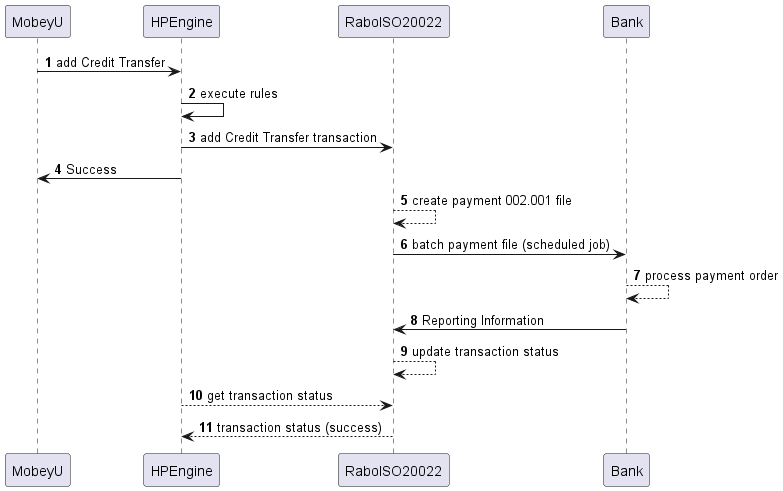 MobeyU HPEngine RaboISO20022 Bank
1 add Credit Transfer
2 execute rules
3 add Credit Transfer transaction
4 Success
5 create payment 002.001 file
6 batch payment file (scheduled job)
7 process payment order
8 Reporting Information
9 update transaction status
10 get transaction status
11 transaction status (success)
MobeyU HPEngine RaboISO20022 Bank